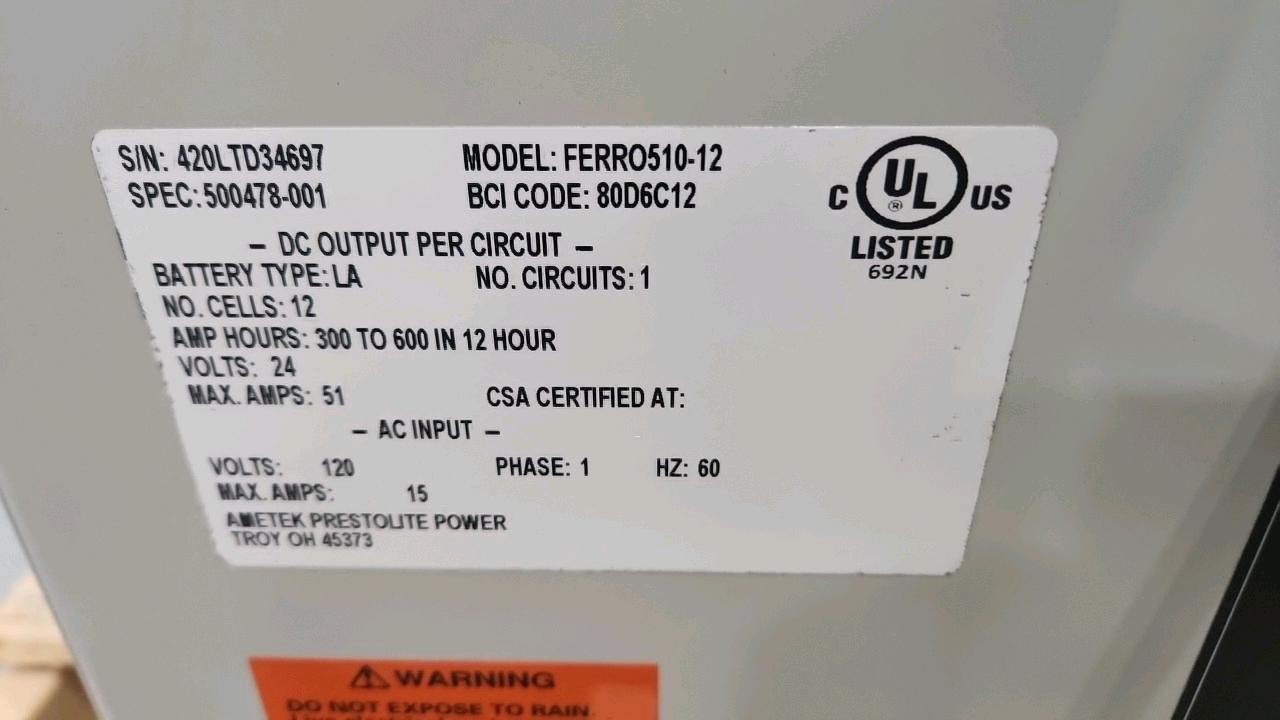 S/N: 420LTD34697 MODEL: FERRO510-12
SPEC: 500478-001 BCI CODE: 80D6C12
C UL ® US
LISTED
692N
– DC OUTPUT PER CIRCUIT –
BATTERY TYPE: LA NO. CIRCUITS: 1
NO. CELLS: 12
AMP HOURS: 300 TO 600 IN 12 HOUR
VOLTS: 24
MAX. AMPS: 51 CSA CERTIFIED AT:
– AC INPUT –
VOLTS: 120 PHASE: 1 HZ: 60
MAX. AMPS: 15
AMETEK PRESTOLITE POWER
TROY OH 45373
WARNING
DO NOT EXPOSE TO RAIN.